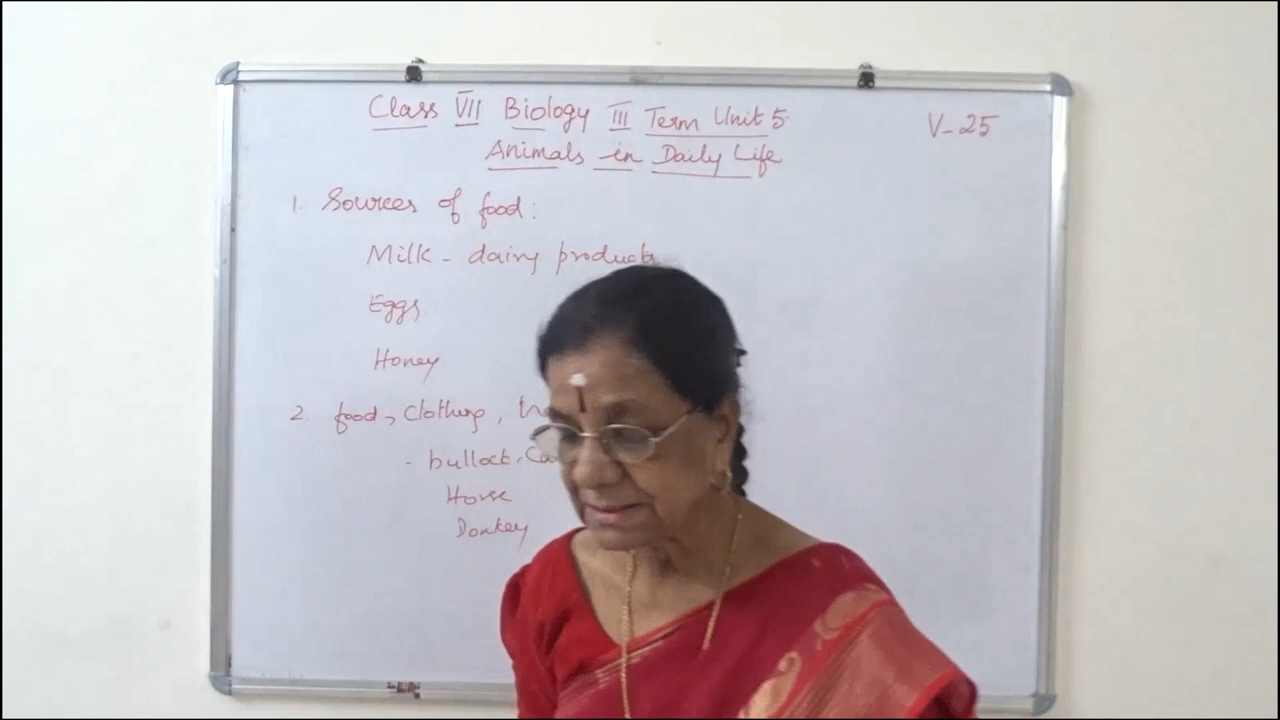 Class VII Biology III Term Unit 5
V-25
Animals in Daily Life
1. Sources of food:
Milk - dairy products
Eggs
Honey
2. food, Clothing,
- bullock.
Horse
Donkey